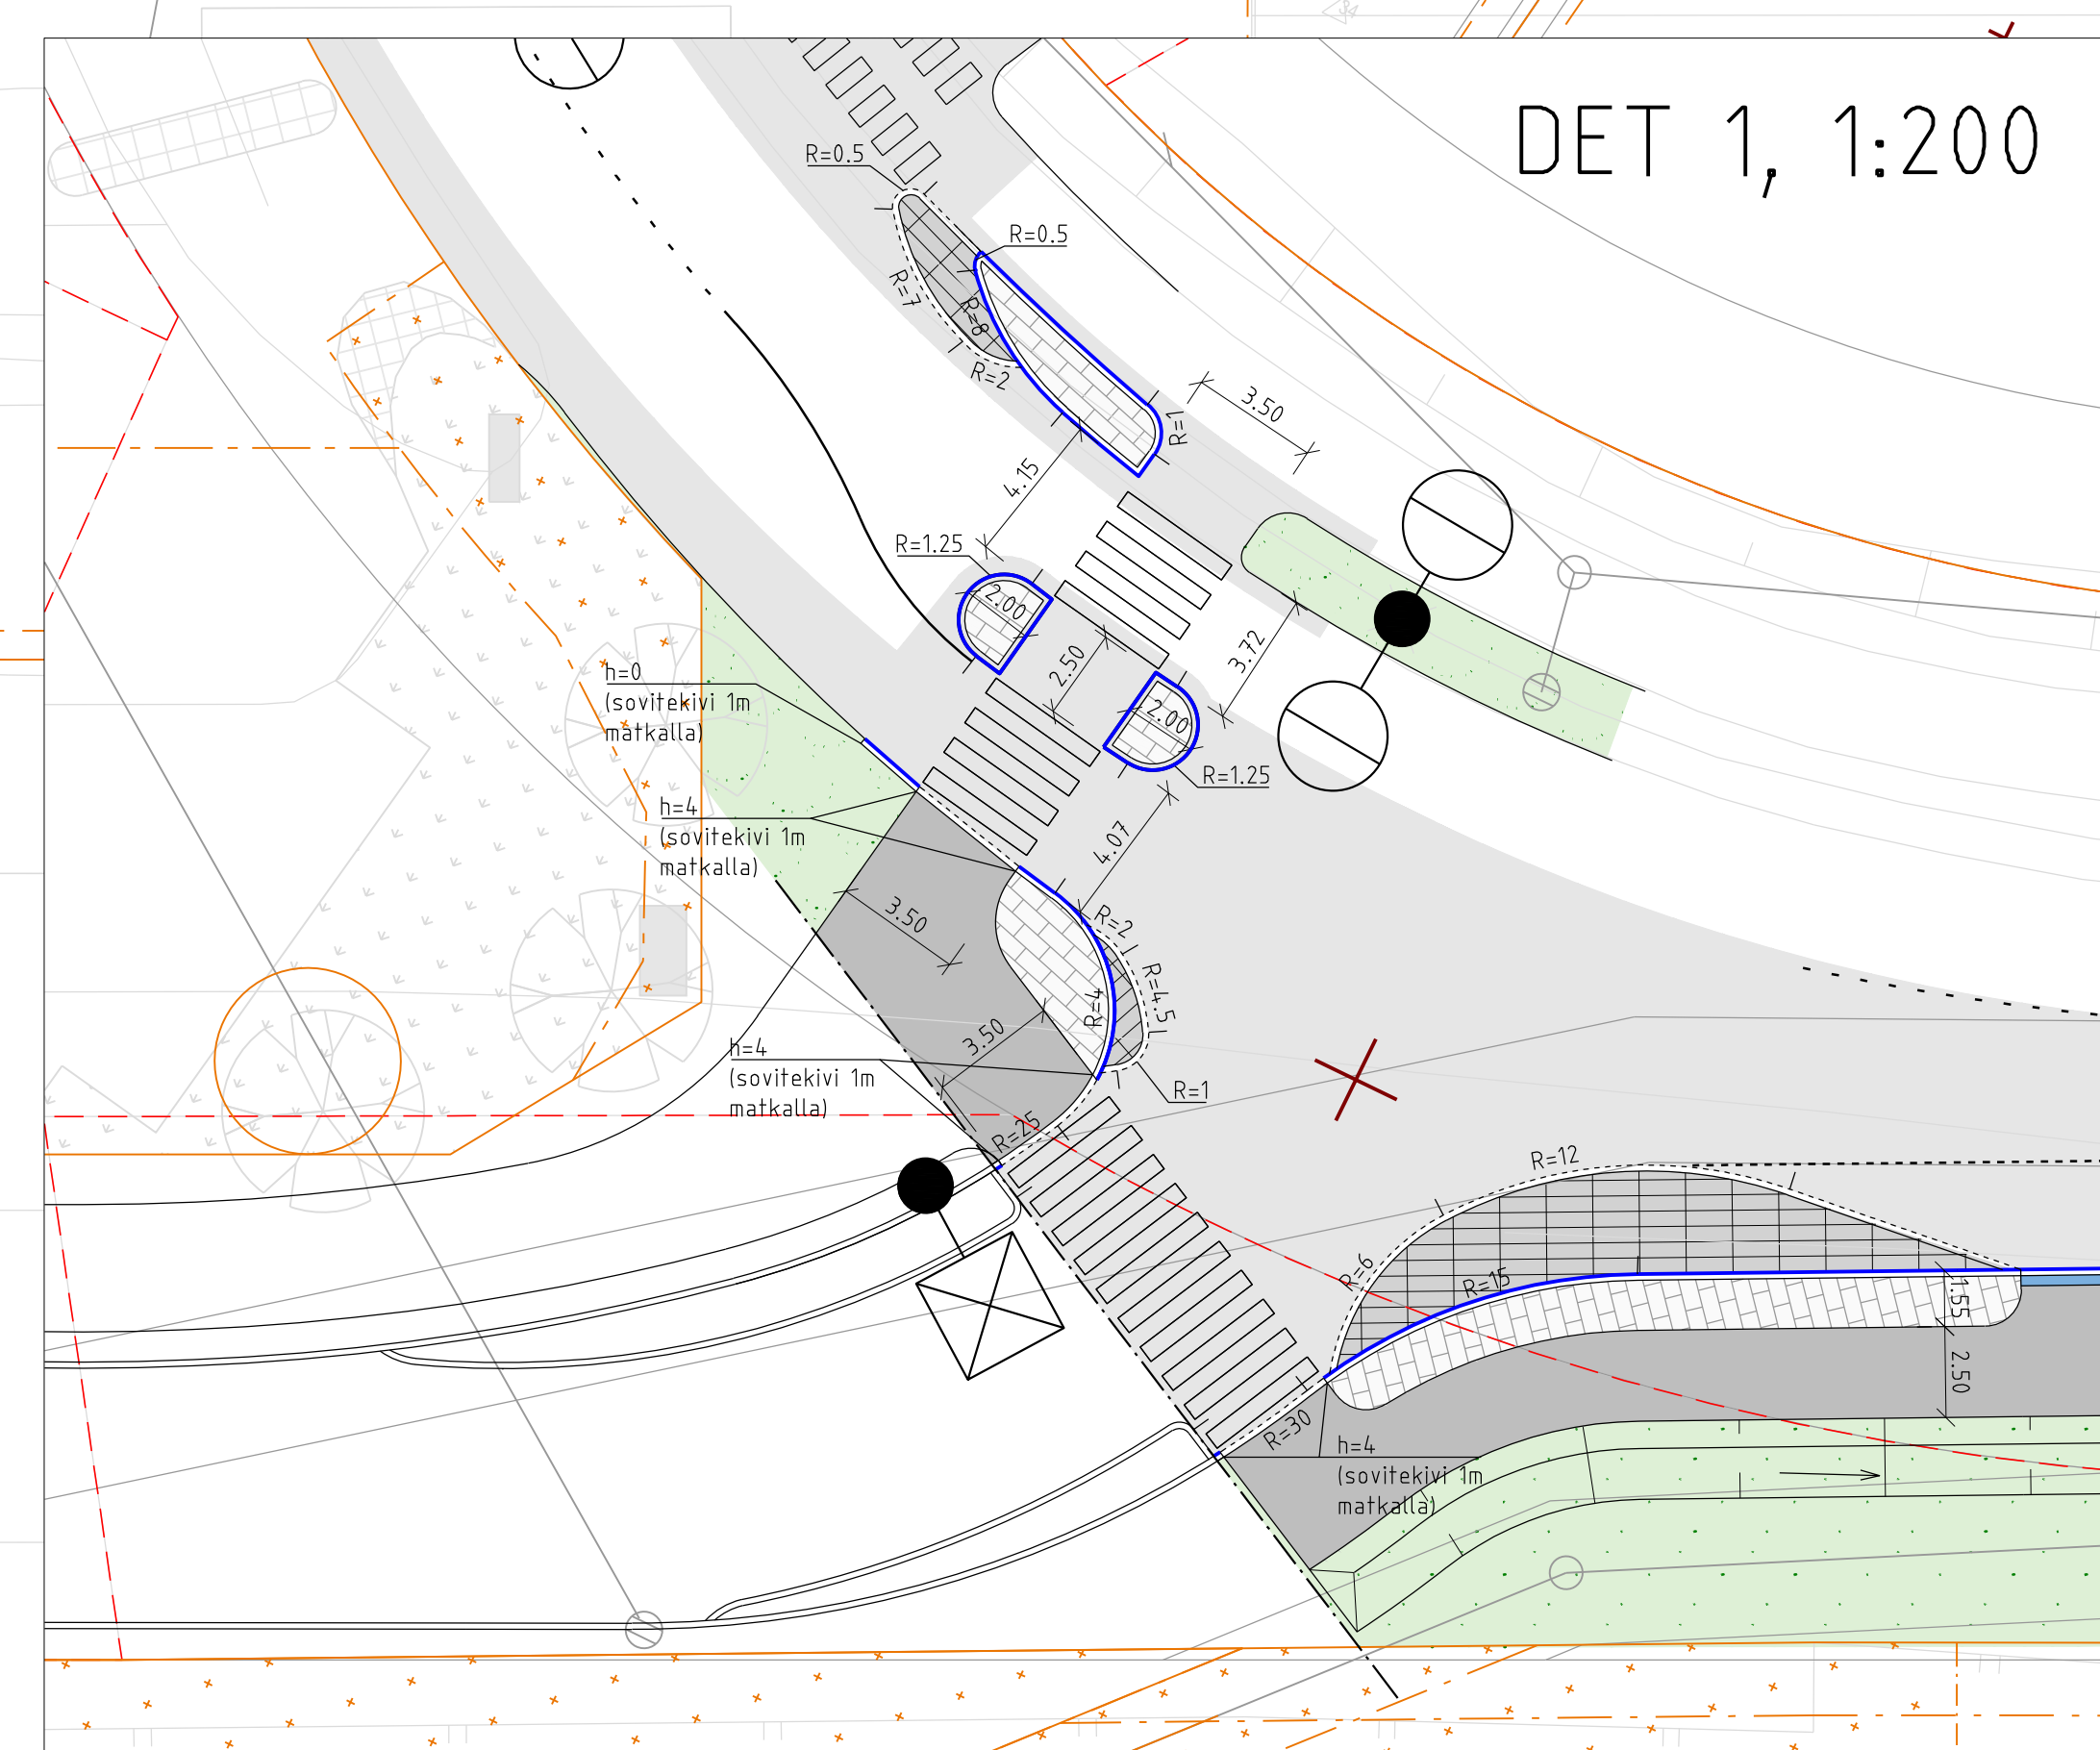 34
DET 1, 1:200
R=0.5
R=0.5
R=7
R=8
R=2
R=1
3.50
4.15
R=1.25
2.00
2.50
3.72
h=0
(sovitekivi 1m
matkalla)
2.00
R=1.25
h=4
(sovitekivi 1m
matkalla)
4.07
3.50
R=2
R=4.5
R=4
3.50
h=4
(sovitekivi 1m
matkalla)
R=1
R=25
R=12
R=6
R=15
1.55
2.50
R=30
h=4
(sovitekivi 1m
matkalla)